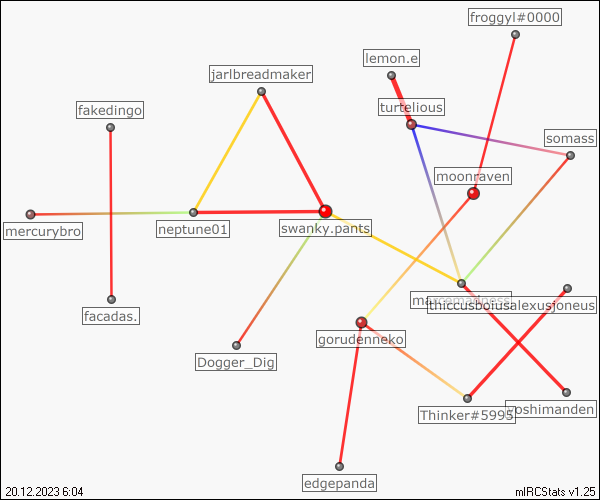 froggyl#0000
lemon.e
jarlbreadmaker
fakedingo
turtelious
somass
moonraven
mercurybro
neptune01
swanky.pants
thiccusboiusalexusjoneus
facadas.
gorudenneko
Dogger_Dig
Thinker#5995
yoshimanden
edgepanda
20.12.2023 6:04
mIRCStats v1.25